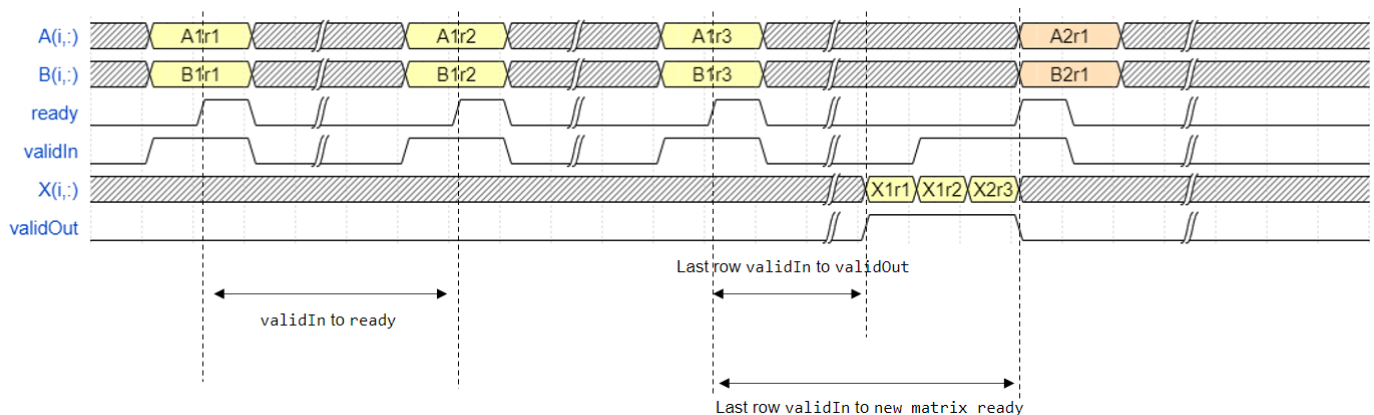 A(i,:) A1r1 A1r2 A1r3 A2r1
B(i,:) B1r1 B1r2 B1r3 B2r1
ready
validIn
X(i,:) X1r1 X1r2 X2r3
validOut
Last row validIn to validOut
validIn to ready
Last row validIn to new matrix ready